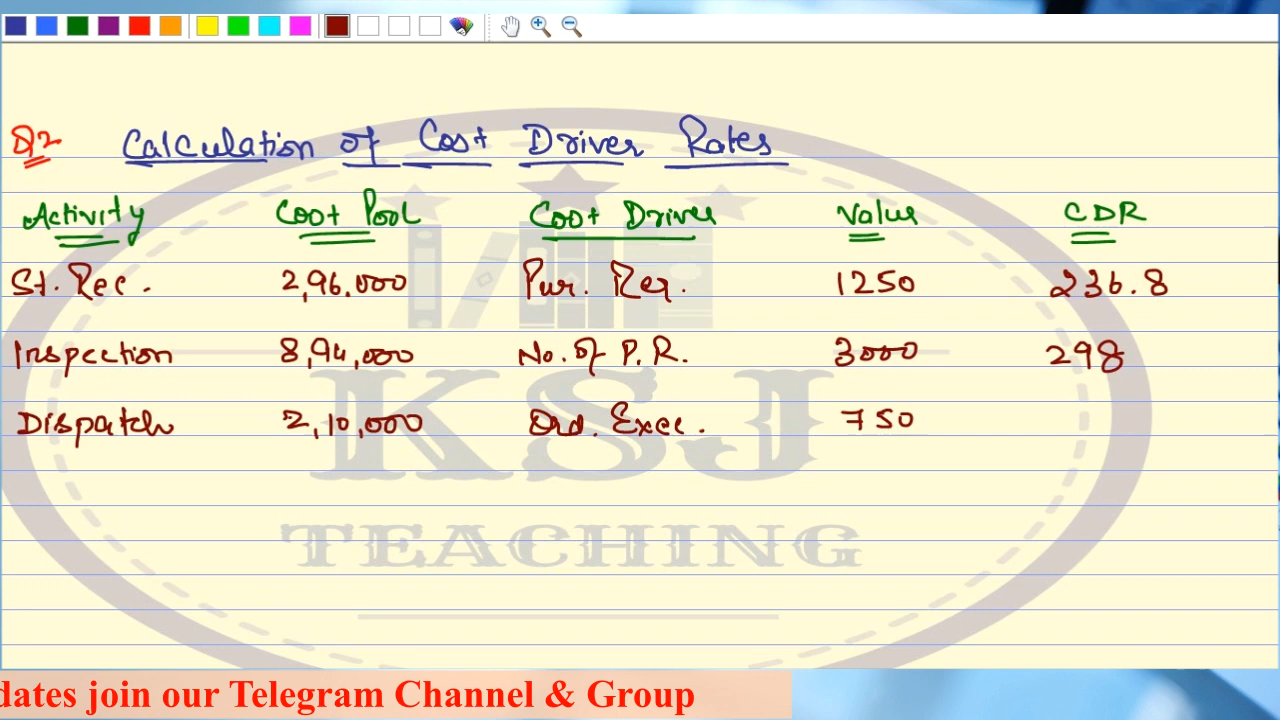 Q2 Calculation of Cost Driver Rates
Activity Cost Pool Cost Driver Value CDR
St. Rec. 2,96,000 Pur. Req. 1250 236.8
Inspection 8,94,000 No. of P.R. 3000 298
Dispatch 2,10,000 Ord. Exec. 750
KSJ
TEACHING
dates join our Telegram Channel & Group